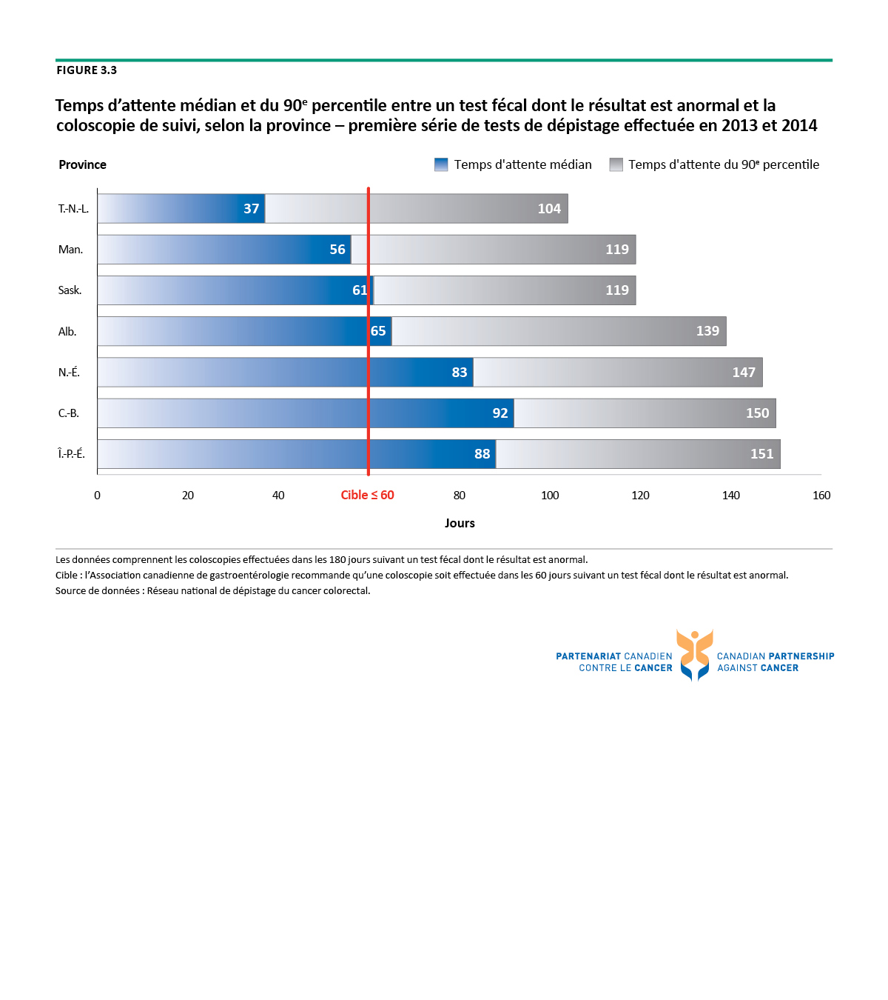 FIGURE 3.3
Temps d’attente médian et du 90e percentile entre un test fécal dont le résultat est anormal et la
coloscopie de suivi, selon la province – première série de tests de dépistage effectuée en 2013 et 2014
Province
Temps d'attente médian
Temps d'attente du 90e percentile
T.-N.-L. 37 104
Man. 56 119
Sask. 61 119
Alb. 65 139
N.-É. 83 147
C.-B. 92 150
Î.-P.-É. 88 151
0 20 40 Cible ≤ 60 80 100 120 140 160
Jours
Les données comprennent les coloscopies effectuées dans les 180 jours suivant un test fécal dont le résultat est anormal.
Cible : l’Association canadienne de gastroentérologie recommande qu’une coloscopie soit effectuée dans les 60 jours suivant un test fécal dont le résultat est anormal.
Source de données : Réseau national de dépistage du cancer colorectal.
PARTENARIAT CANADIEN
CONTRE LE CANCER
CANADIAN PARTNERSHIP
AGAINST CANCER